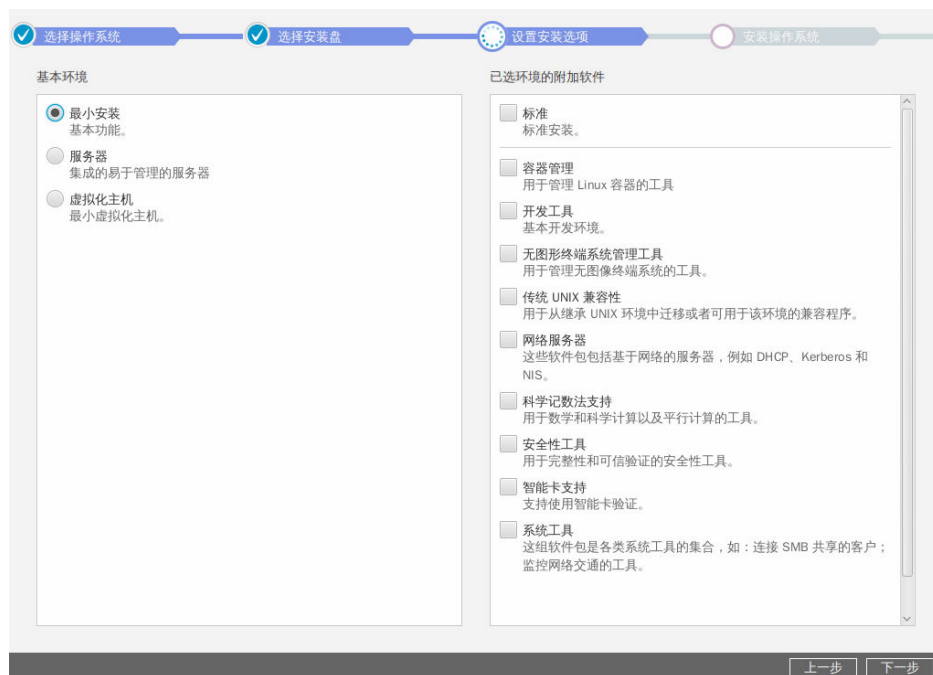 选择操作系统
选择安装盘
设置安装选项
安装操作系统
基本环境
最小安装
基本功能。
服务器
集成的易于管理的服务器
虚拟化主机
最小虚拟化主机。
已选环境的附加软件
标准
标准安装。
容器管理
用于管理 Linux 容器的工具
开发工具
基本开发环境。
无图形终端系统管理工具
用于管理无图像终端系统的工具。
传统 UNIX 兼容性
用于从继承 UNIX 环境中迁移或者可用于该环境的兼容程序。
网络服务器
这些软件包包括基于网络的服务器，例如 DHCP、Kerberos 和
NIS。
科学记数法支持
用于数学和科学计算以及平行计算的工具。
安全性工具
用于完整性和可信验证的安全性工具。
智能卡支持
支持使用智能卡验证。
系统工具
这组软件包是各类系统工具的集合，如：连接 SMB 共享的客户；
监控网络交通的工具。
上一步
下一步